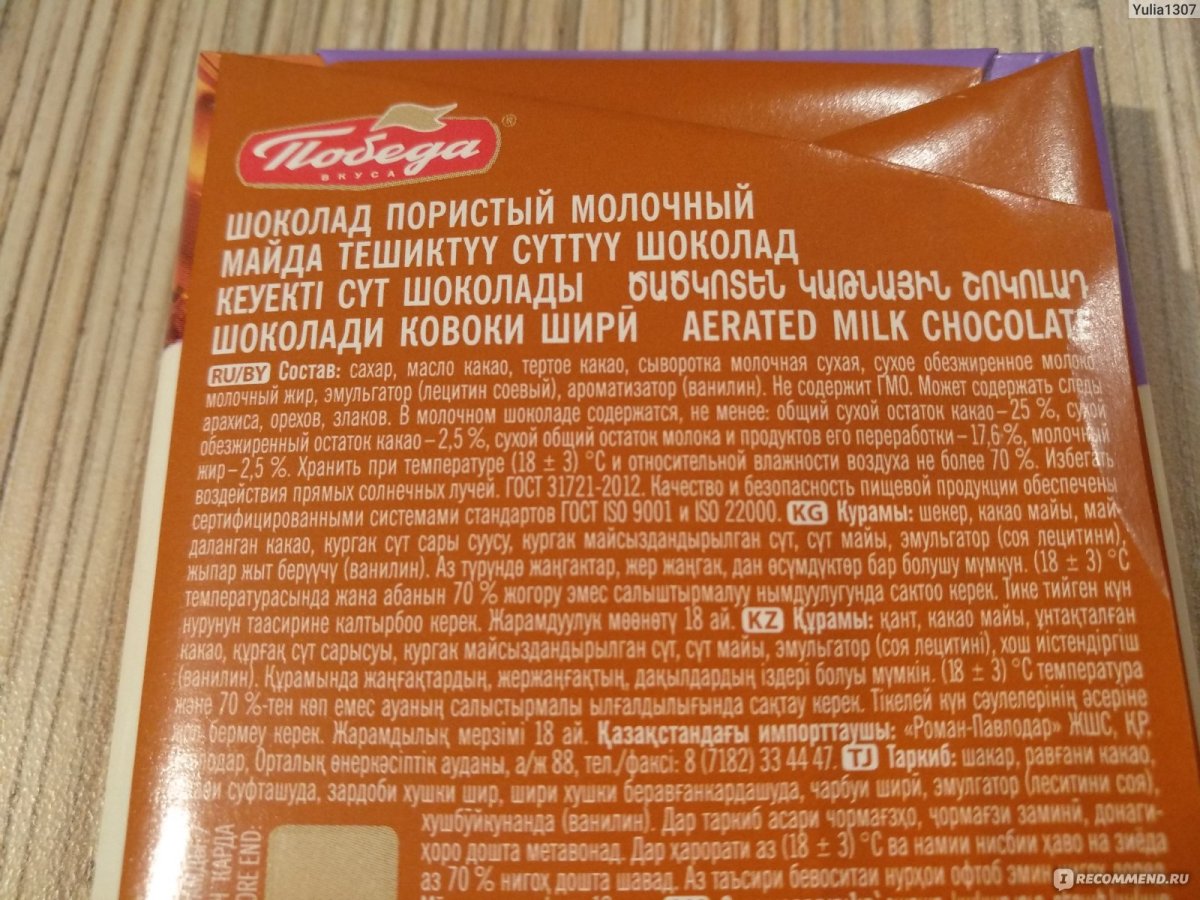 Yulia1307
Победа®
ВКУСА
ШОКОЛАД ПОРИСТЫЙ МОЛОЧНЫЙ
МАЙДА ТЕШИКТҮҮ СҮТТҮҮ ШОКОЛАД
КЕУЕКТІ СҮТ ШОКОЛАДЫ ԾԱԾԿՈՏԵՆ ԿԱԹՆԱՅԻՆ ՇՈԿՈԼԱԴ
ШОКОЛАДИ КОВОКИ ШИРӢ AERATED MILK CHOCOLATE
RU/BY Состав: сахар, масло какао, тертое какао, сыворотка молочная сухая, сухое обезжиренное молоко,
молочный жир, эмульгатор (лецитин соевый), ароматизатор (ванилин). Не содержит ГМО. Может содержать следы
арахиса, орехов, злаков. В молочном шоколаде содержатся, не менее: общий сухой остаток какао – 25 %, сухой
обезжиренный остаток какао – 2,5 %, сухой общий остаток молока и продуктов его переработки – 17,6 %, молочный
жир – 2,5 %. Хранить при температуре (18 ± 3) °C и относительной влажности воздуха не более 70 %. Избегать
воздействия прямых солнечных лучей. ГОСТ 31721-2012. Качество и безопасность пищевой продукции обеспечены
сертифицированными системами стандартов ГОСТ ISO 9001 и ISO 22000. KG Курамы: шекер, какао майы, май-
даланган какао, кургак сүт сары суусу, кургак майсыздандырылган сүт, сүт майы, эмульгатор (соя лецитини),
жыпар жыт берүүчү (ванилин). Аз түрүндө жаңгактар, жер жаңгак, дан өсүмдүктөр бар болушу мүмкүн. (18 ± 3) °C
температурасында жана абанын 70 % жогору эмес салыштырмалуу нымдуулугунда сактоо керек. Тике тийген күн
нурунун таасирине калтырбоо керек. Жарамдуулук мөөнөтү 18 ай. KZ Құрамы: қант, какао майы, ұнтақталған
какао, құрғақ сүт сарысуы, кургак майсыздандырылган сүт, сүт майы, эмульгатор (соя лецитині), хош иістендіргіш
(ванилин). Құрамында жаңғақтардың, жержаңғақтың, дақылдардың іздері болуы мүмкін. (18 ± 3) °C температура
және 70 %-тен көп емес ауаның салыстырмалы ылғалдылығында сақтау керек. Тікелей күн сәулелерінің әсеріне
бермеу керек. Жарамдылық мерзімі 18 ай. Қазақстандағы импорттаушы: «Роман-Павлодар» ЖШС, ҚР,
Орталық өнеркәсіптік ауданы, а/ж 88, тел./факсі: 8 (7182) 33 44 47. TJ Таркиб: шакар, равғани какао,
суфташуда, зардоби хушки шир, шири хушки беравғанкардашуда, чарбуи ширӣ, эмулгатор (леситини соя),
хушбӯйкунанда (ванилин). Дар таркиб асари чормағзҳо, чормағзи заминӣ, донаги-
ҳоро дошта метавонад. Дар ҳарорати аз (18 ± 3) °C ва намии нисбии ҳаво на зиёда
аз 70 % нигоҳ дошта шавад. Аз таъсири бевоситаи нурҳои офтоб
IRECOMMEND.RU